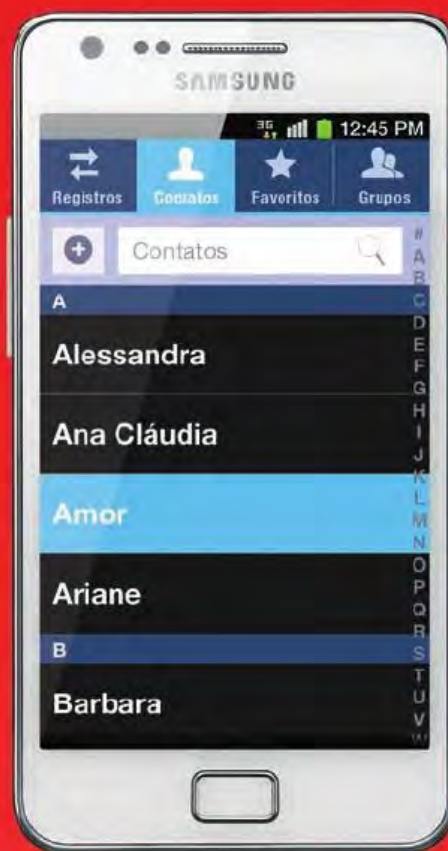 SAMSUNG
3G 12:45 PM
Registros Contatos Favoritos Grupos
Contatos
#
A
B
C
D
E
F
G
H
I
J
K
L
M
N
O
P
Q
R
S
T
U
V
W
A
Alessandra
Ana Cláudia
Amor
Ariane
B
Barbara